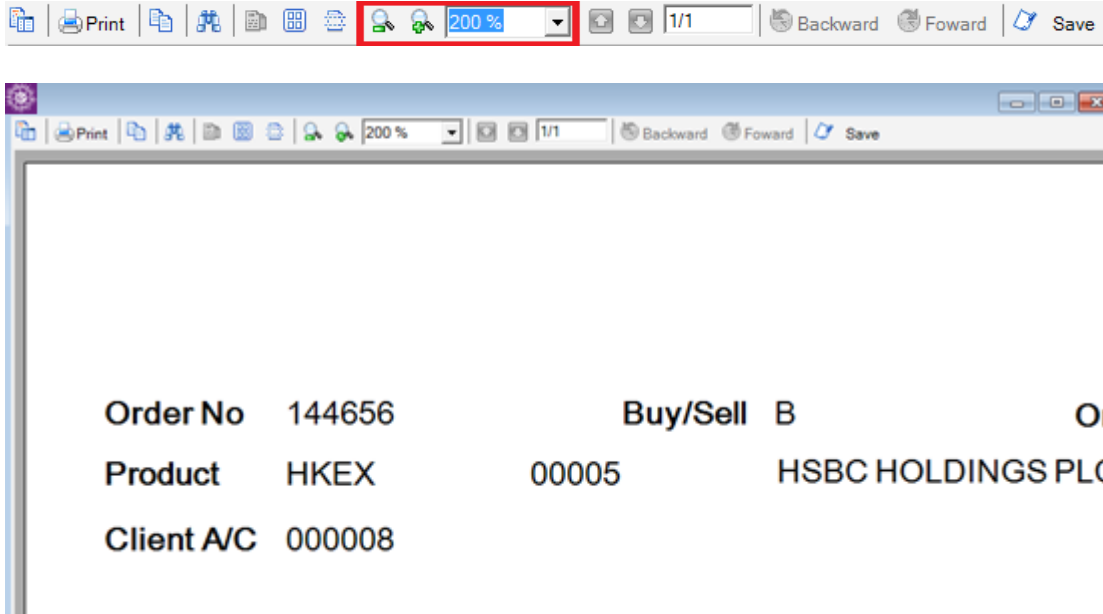 Print 200 % 1/1 Backward Foward Save
Print 200 % 1/1 Backward Foward Save
Order No 144656 Buy/Sell B
Product HKEX 00005 HSBC HOLDINGS
Client A/C 000008